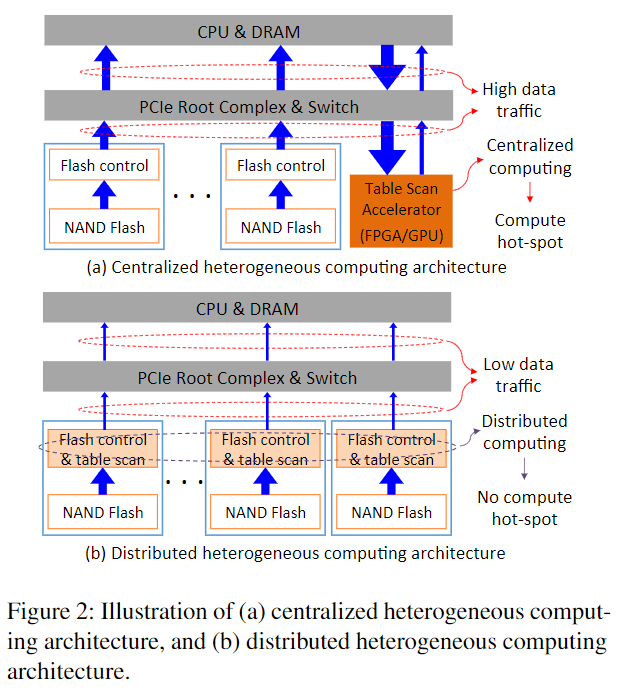 CPU & DRAM
PCIe Root Complex & Switch
High data
traffic
Flash control
NAND Flash
. . .
Flash control
NAND Flash
Table Scan
Accelerator
(FPGA/GPU)
Centralized
computing
Compute
hot-spot
(a) Centralized heterogeneous computing architecture
CPU & DRAM
PCIe Root Complex & Switch
Low data
traffic
Flash control
& table scan
NAND Flash
. . .
Flash control
& table scan
NAND Flash
Flash control
& table scan
NAND Flash
Distributed
computing
No compute
hot-spot
(b) Distributed heterogeneous computing architecture
Figure 2: Illustration of (a) centralized heterogeneous comput-
ing architecture, and (b) distributed heterogeneous computing
architecture.